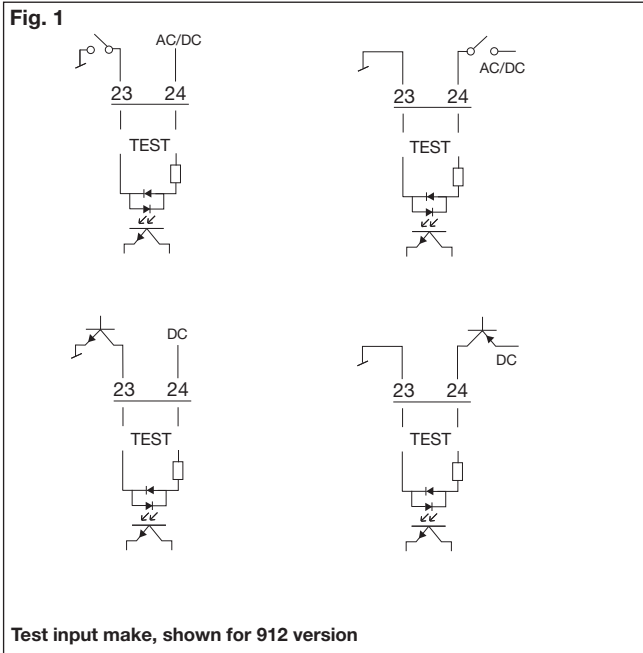 Fig. 1
AC/DC
23 24
TEST
AC/DC
23 24
TEST
DC
23 24
TEST
DC
23 24
TEST
Test input make, shown for 912 version